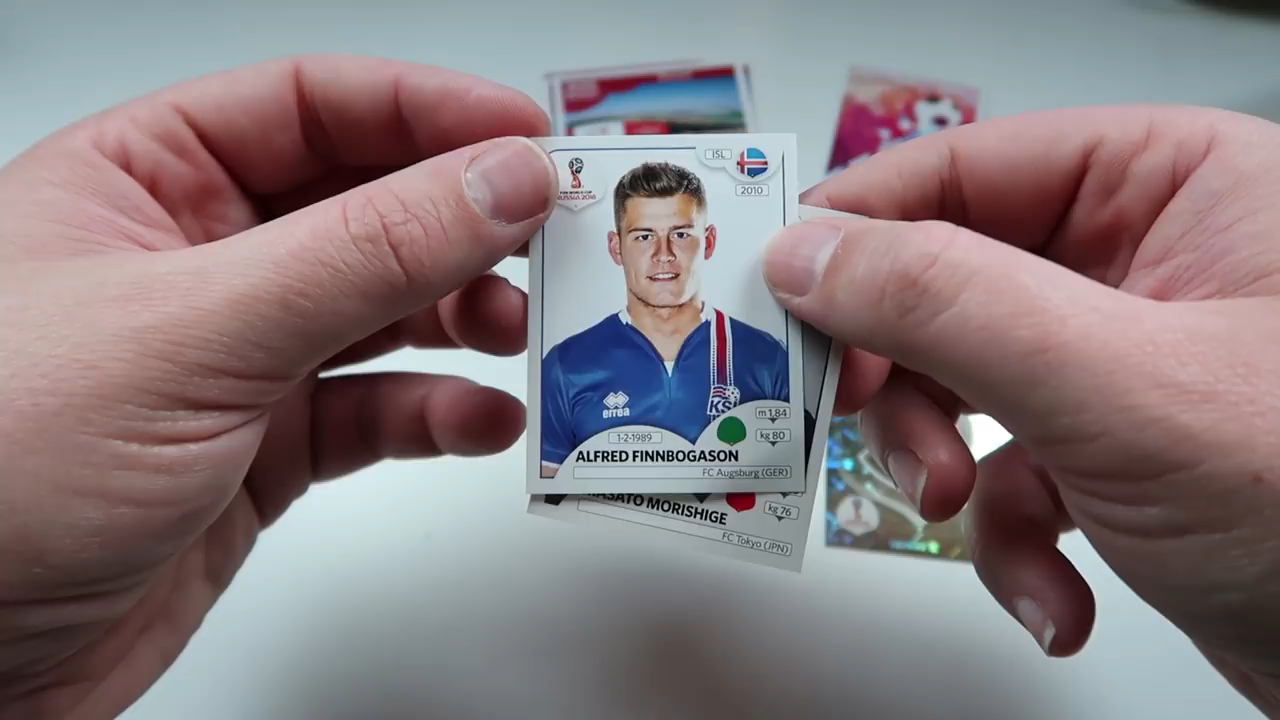 FIFA WORLD CUP
RUSSIA 2018
ISL
2010
errea
KSÍ
m 1,84
kg 80
1-2-1989
ALFRED FINNBOGASON
FC Augsburg (GER)
MASATO MORISHIGE
kg 76
FC Tokyo (JPN)